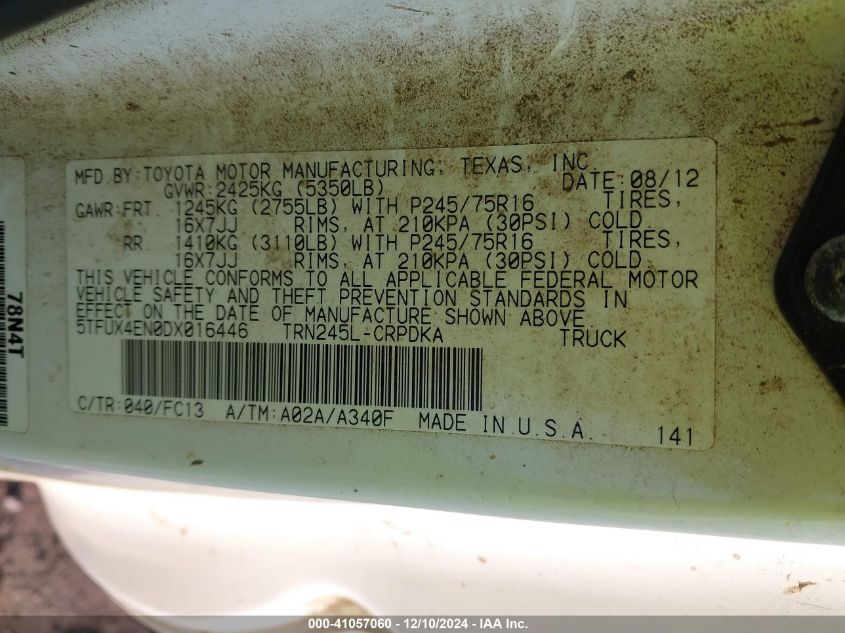 MFD.BY:TOYOTA MOTOR MANUFACTURING, TEXAS, INC
GVWR:2425KG (5350LB) DATE:08/12
GAWR:FRT. 1245KG (2755LB) WITH P245/75R16 TIRES,
16X7JJ RIMS, AT 210KPA (30PSI) COLD
RR. 1410KG (3110LB) WITH P245/75R16 TIRES,
16X7JJ RIMS, AT 210KPA (30PSI) COLD
THIS VEHICLE CONFORMS TO ALL APPLICABLE FEDERAL MOTOR
VEHICLE SAFETY AND THEFT PREVENTION STANDARDS IN
EFFECT ON THE DATE OF MANUFACTURE SHOWN ABOVE.
5TFUX4EN0DX016446 TRN245L-CRPDKA TRUCK
C/TR:040/FC13 A/TM:A02A/A340F MADE IN U.S.A. 141
78N4T
000-41057060 - 12/10/2024 - IAA Inc.